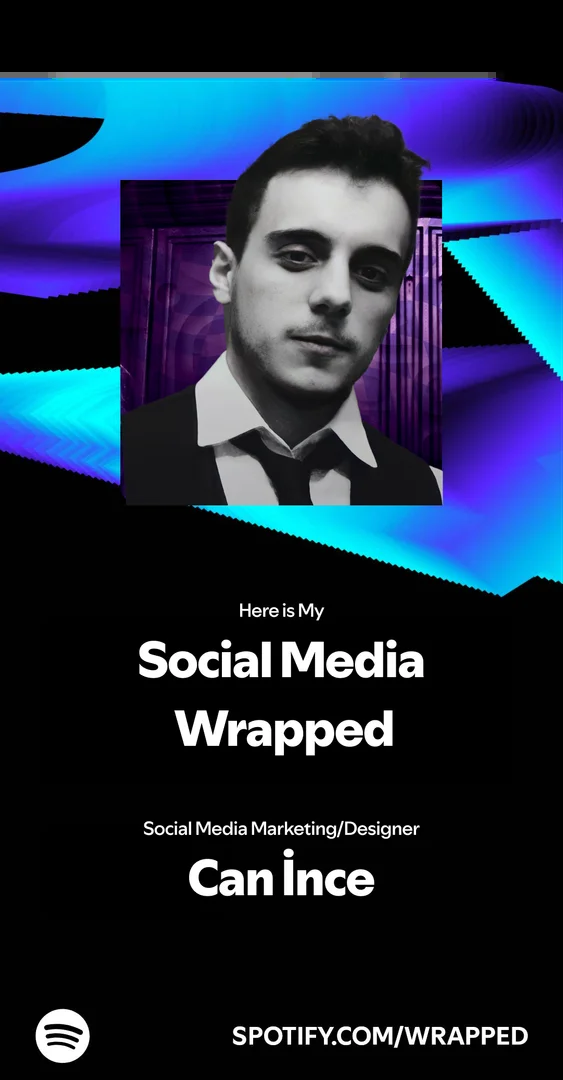 Here is My
Social Media
Wrapped
Social Media Marketing/Designer
Can İnce
SPOTIFY.COM/WRAPPED